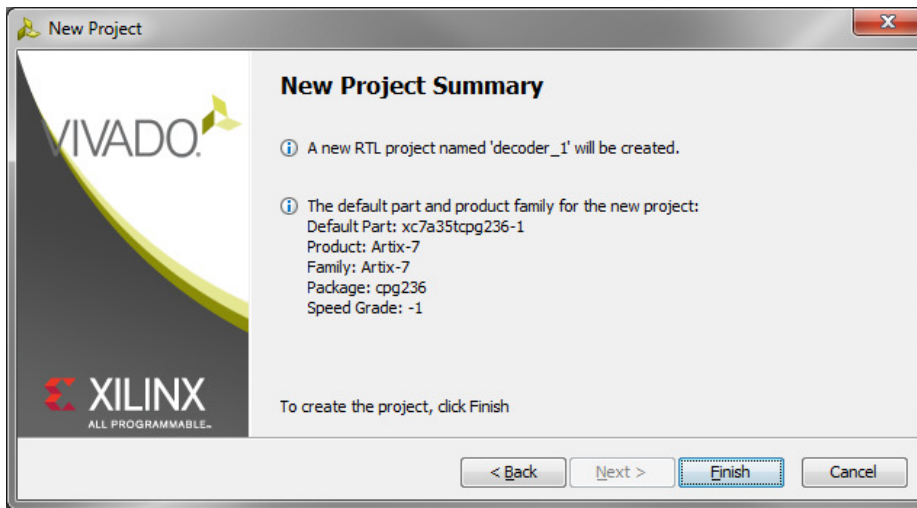 New Project
VIVADO.
New Project Summary
A new RTL project named 'decoder_1' will be created.
The default part and product family for the new project:
Default Part: xc7a35tcpg236-1
Product: Artix-7
Family: Artix-7
Package: cpg236
Speed Grade: -1
XILINX
ALL PROGRAMMABLE™
To create the project, click Finish
< Back
Next >
Finish
Cancel